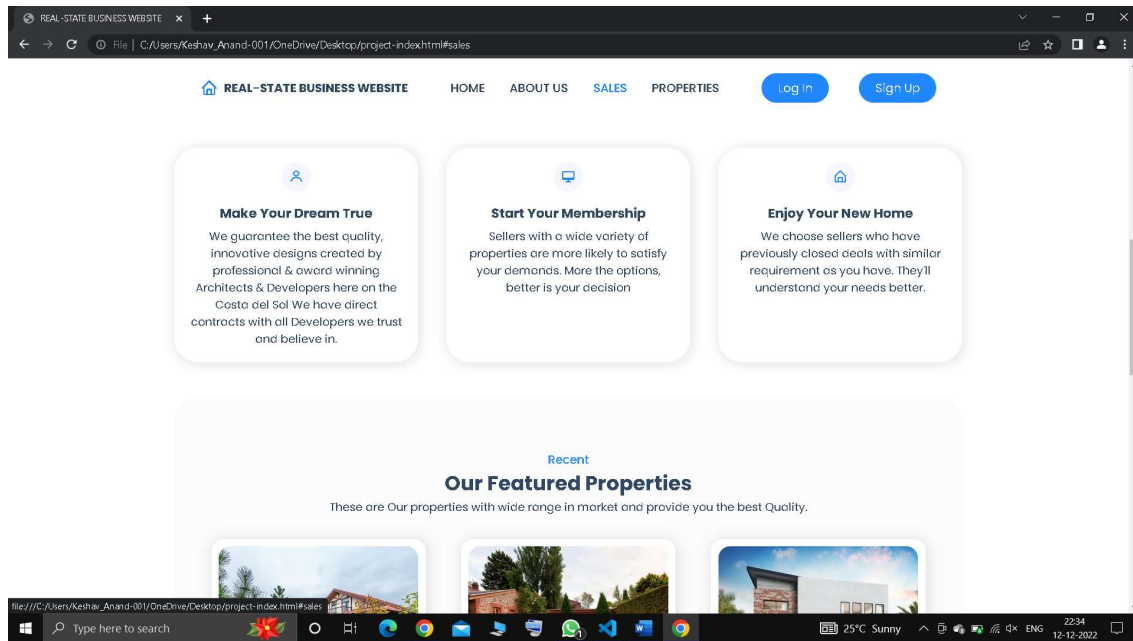 REAL-STATE BUSINESS WEBSITE
File | C:/Users/Keshav_Anand-001/OneDrive/Desktop/project-index.html#sales
REAL-STATE BUSINESS WEBSITE HOME ABOUT US SALES PROPERTIES Log In Sign Up
Make Your Dream True
We guarantee the best quality,
innovative designs created by
professional & award winning
Architects & Developers here on the
Costa del Sol We have direct
contracts with all Developers we trust
and believe in.
Start Your Membership
Sellers with a wide variety of
properties are more likely to satisfy
your demands. More the options,
better is your decision
Enjoy Your New Home
We choose sellers who have
previously closed deals with similar
requirement as you have. They'll
understand your needs better.
Recent
Our Featured Properties
These are Our properties with wide range in market and provide you the best Quality.
file:///C:/Users/Keshav_Anand-001/OneDrive/Desktop/project-index.html#sales
Type here to search
25°C Sunny
ENG
22:34
12-12-2022